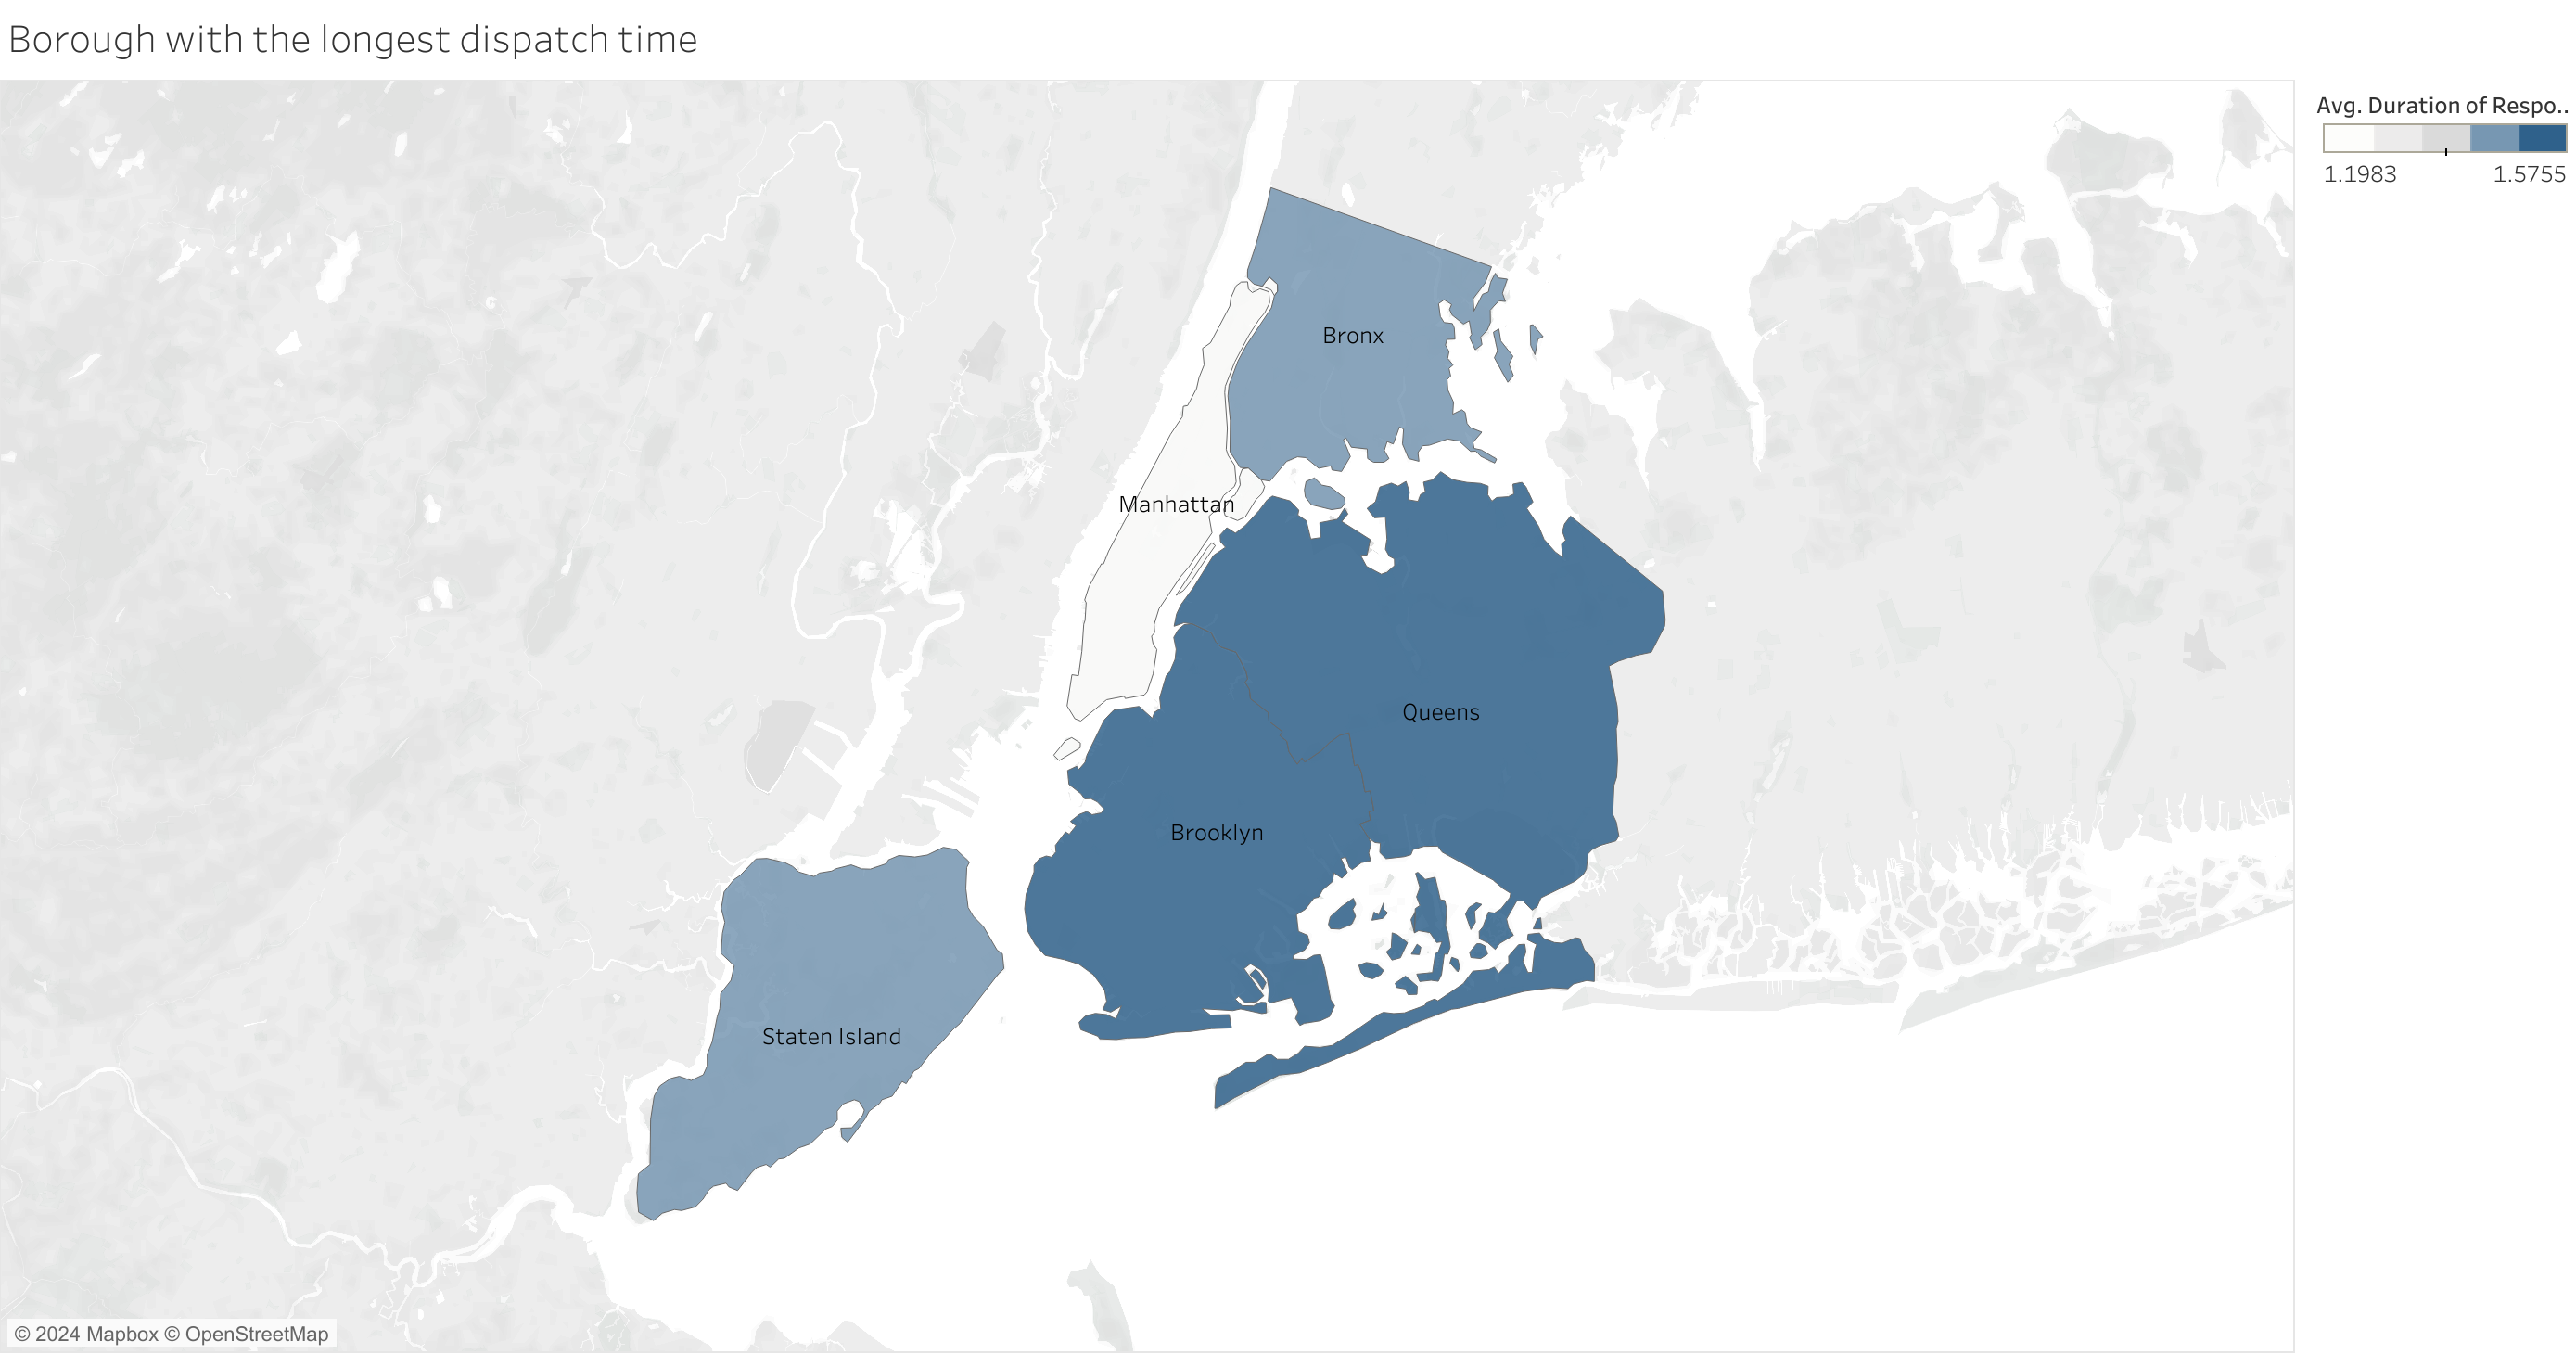 Borough with the longest dispatch time
Avg. Duration of Respo..
1.1983 1.5755
Bronx
Manhattan
Queens
Brooklyn
Staten Island
© 2024 Mapbox © OpenStreetMap